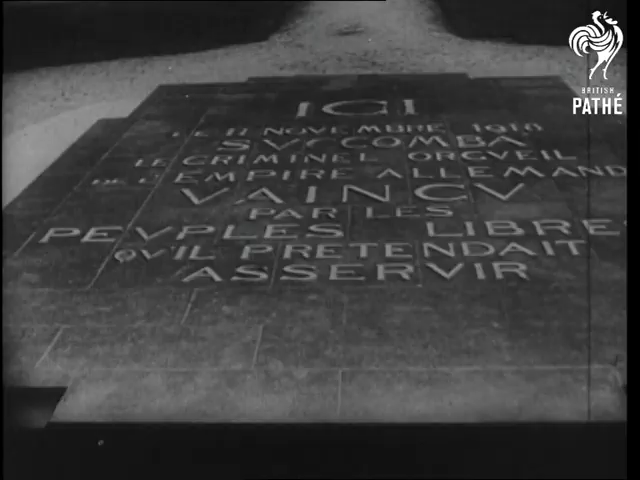 ICI
LE 11 NOVEMBRE 1918
SVCCOMBA
LE CRIMINEL ORGVEIL
DE L'EMPIRE ALLEMAND
VAINCV
PAR LES
PEVPLES LIBRES
QV'IL PRETENDAIT
ASSERVIR
BRITISH
PATHÉ